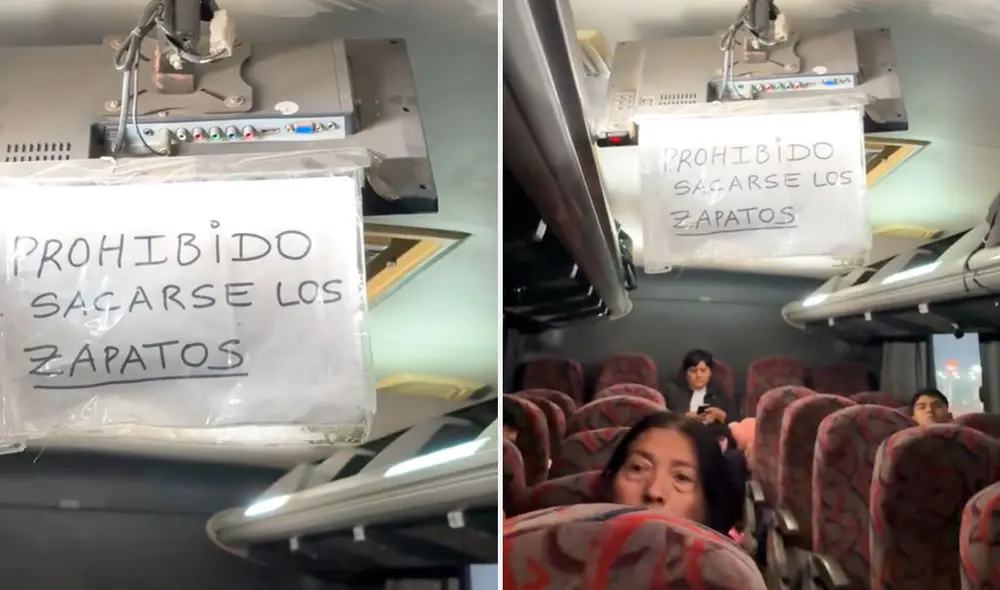 PROHIBiDO
SACARSE LOS
ZAPATOS
PROHIBiDO
SACARSE LOS
ZAPATOS